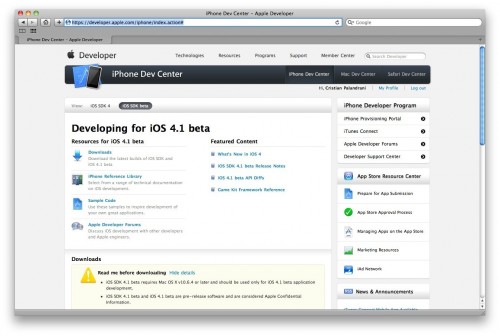 iPhone Dev Center - Apple Developer
https://developer.apple.com/iphone/index.action#
Google
iPhone Dev Center - Apple Developer
Developer
Technologies Resources Programs Support Member Center Search Developer
iPhone Dev Center
iPhone Dev Center Mac Dev Center Safari Dev Center
Hi, Cristian Palandrani My Profile Log out
View: iOS SDK 4 iOS SDK beta
Developing for iOS 4.1 beta
Resources for iOS 4.1 beta
Downloads
Download the latest builds of iOS SDK and
iOS 4.1 beta.
iPhone Reference Library
Select from a range of technical documentation
on iOS development.
Sample Code
Use these samples to inspire development of
your own great applications.
Apple Developer Forums
Discuss iOS development with other developers
and Apple engineers.
Featured Content
What's New in iOS 4
iOS SDK beta Release Notes
iOS 4.1 beta API Diffs
Game Kit Framework Reference
Downloads
Read me before downloading Hide details
• iOS 4.1 beta requires Mac OS X v10.6.4 or later and should be used only for iOS 4.1 beta application
development.
• iOS SDK beta and iOS 4.1 beta are pre-release software and are considered Apple Confidential
Information.
iPhone Developer Program
iPhone Provisioning Portal
iTunes Connect
Apple Developer Forums
Developer Support Center
App Store Resource Center
Prepare for App Submission
App Store Approval Process
Managing Apps on the App Store
Marketing Resources
iAd Network
News & Announcements